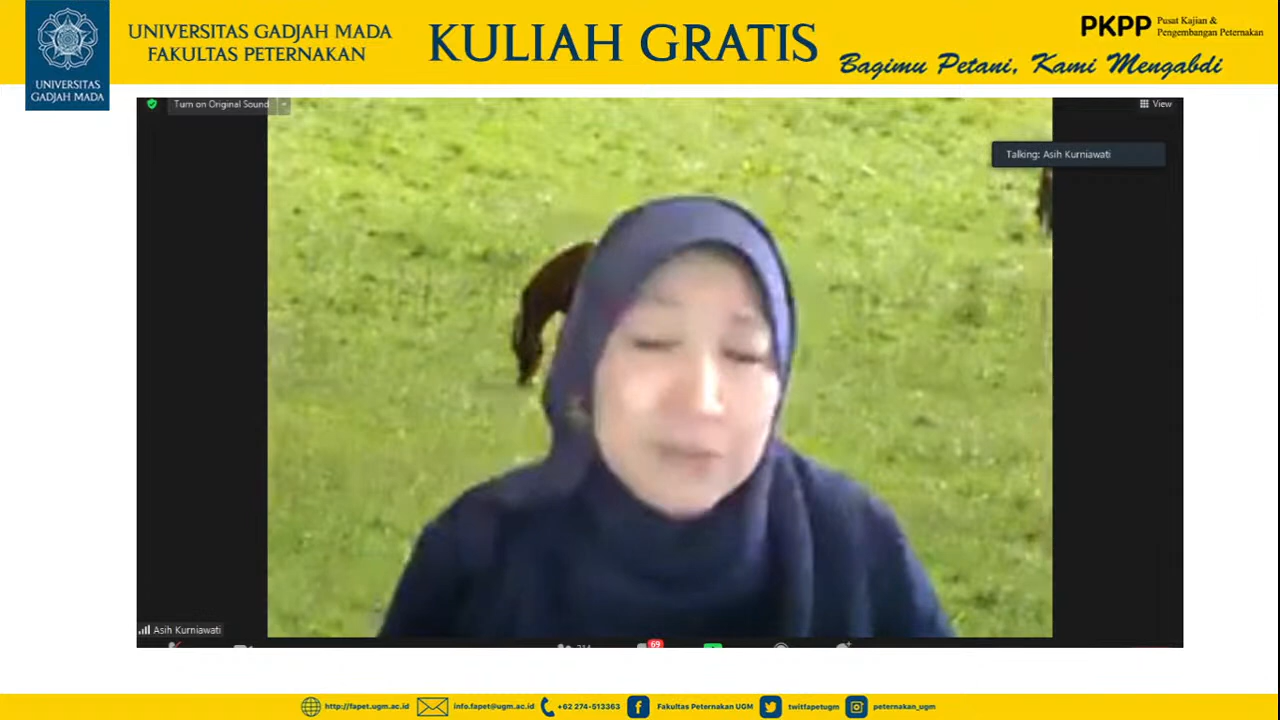 UNIVERSITAS GADJAH MADA
FAKULTAS PETERNAKAN
KULIAH GRATIS
PKPP
Pusat Kajian &
Pengembangan Peternakan
Bagimu Petani, Kami Mengabdi
UNIVERSITAS
GADJAH MADA
Turn on Original Sound
View
Talking: Asih Kurniawati
Asih Kurniawati
69
http://fapet.ugm.ac.id
info.fapet@ugm.ac.id
+62 274-513363
Fakultas Peternakan UGM
twitfapetugm
peternakan_ugm